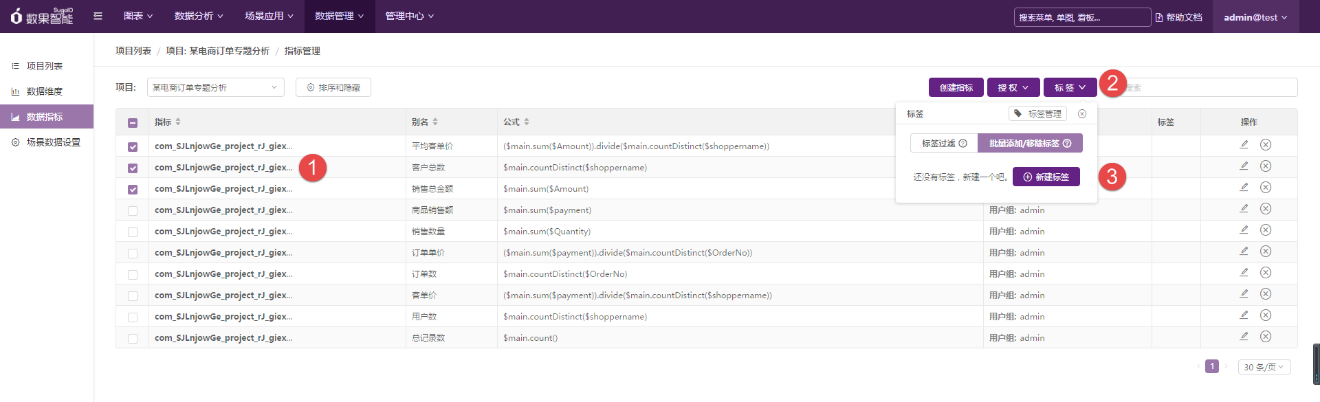 SugoIO
数果智能 图表 数据分析 场景应用 数据管理 管理中心 搜索菜单, 单图, 看板... 帮助文档 admin@test
项目列表 / 项目: 某电商订单专题分析 / 指标管理
项目列表
数据维度
数据指标
场景数据设置
项目: 某电商订单专题分析 排序和隐藏 创建指标 授 权 标 签 2 索
指标 别名 公式 标签 操作
com_SJLnjowGe_project_rJ_giex... 平均客单价 ($main.sum($Amount)).divide($main.countDistinct($shoppername))
com_SJLnjowGe_project_rJ_giex... 1 客户总数 $main.countDistinct($shoppername)
com_SJLnjowGe_project_rJ_giex... 销售总金额 $main.sum($Amount)
com_SJLnjowGe_project_rJ_giex... 商品销售额 $main.sum($payment) 用户组: admin
com_SJLnjowGe_project_rJ_giex... 销售数量 $main.sum($Quantity) 用户组: admin
com_SJLnjowGe_project_rJ_giex... 订单单价 ($main.sum($payment)).divide($main.countDistinct($OrderNo)) 用户组: admin
com_SJLnjowGe_project_rJ_giex... 订单数 $main.countDistinct($OrderNo) 用户组: admin
com_SJLnjowGe_project_rJ_giex... 客单价 ($main.sum($payment)).divide($main.countDistinct($shoppername)) 用户组: admin
com_SJLnjowGe_project_rJ_giex... 用户数 $main.countDistinct($shoppername) 用户组: admin
com_SJLnjowGe_project_rJ_giex... 总记录数 $main.count() 用户组: admin
标签 标签管理
标签过滤 批量添加/移除标签
还没有标签，新建一个吧。 新建标签 3
1 30 条/页